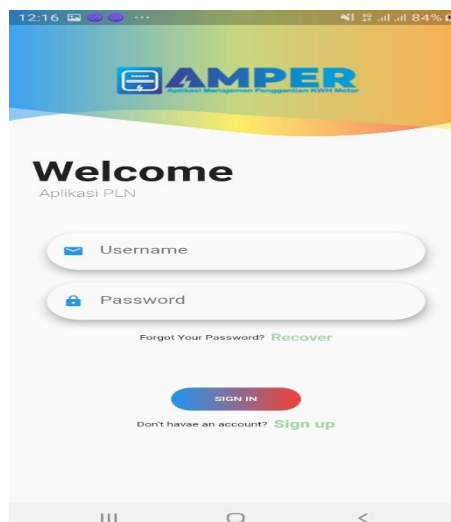 12:16 ... 84%
AMPER
Aplikasi Manajemen Penggantian KWH Meter
Welcome
Aplikasi PLN
Username
Password
Forgot Your Password? Recover
SIGN IN
Don't havae an account? Sign up